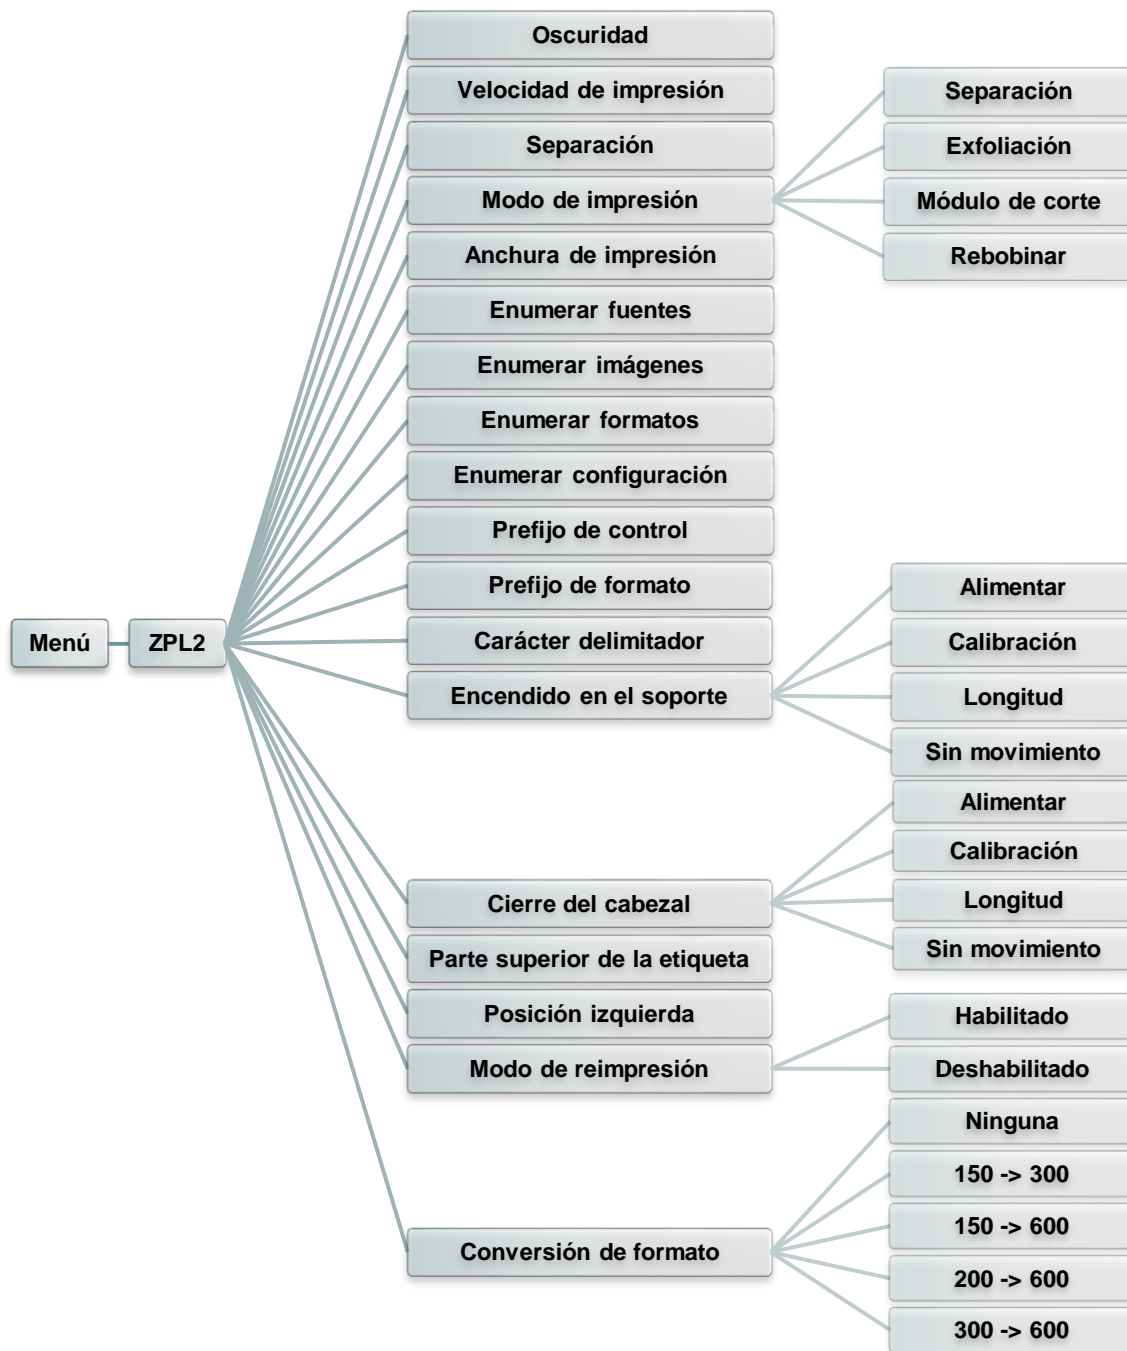 Menú
ZPL2
Oscuridad
Velocidad de impresión
Separación
Modo de impresión
Separación
Exfoliación
Módulo de corte
Rebobinar
Anchura de impresión
Enumerar fuentes
Enumerar imágenes
Enumerar formatos
Enumerar configuración
Prefijo de control
Prefijo de formato
Carácter delimitador
Encendido en el soporte
Alimentar
Calibración
Longitud
Sin movimiento
Cierre del cabezal
Alimentar
Calibración
Longitud
Sin movimiento
Parte superior de la etiqueta
Posición izquierda
Modo de reimpresión
Habilitado
Deshabilitado
Conversión de formato
Ninguna
150 -> 300
150 -> 600
200 -> 600
300 -> 600